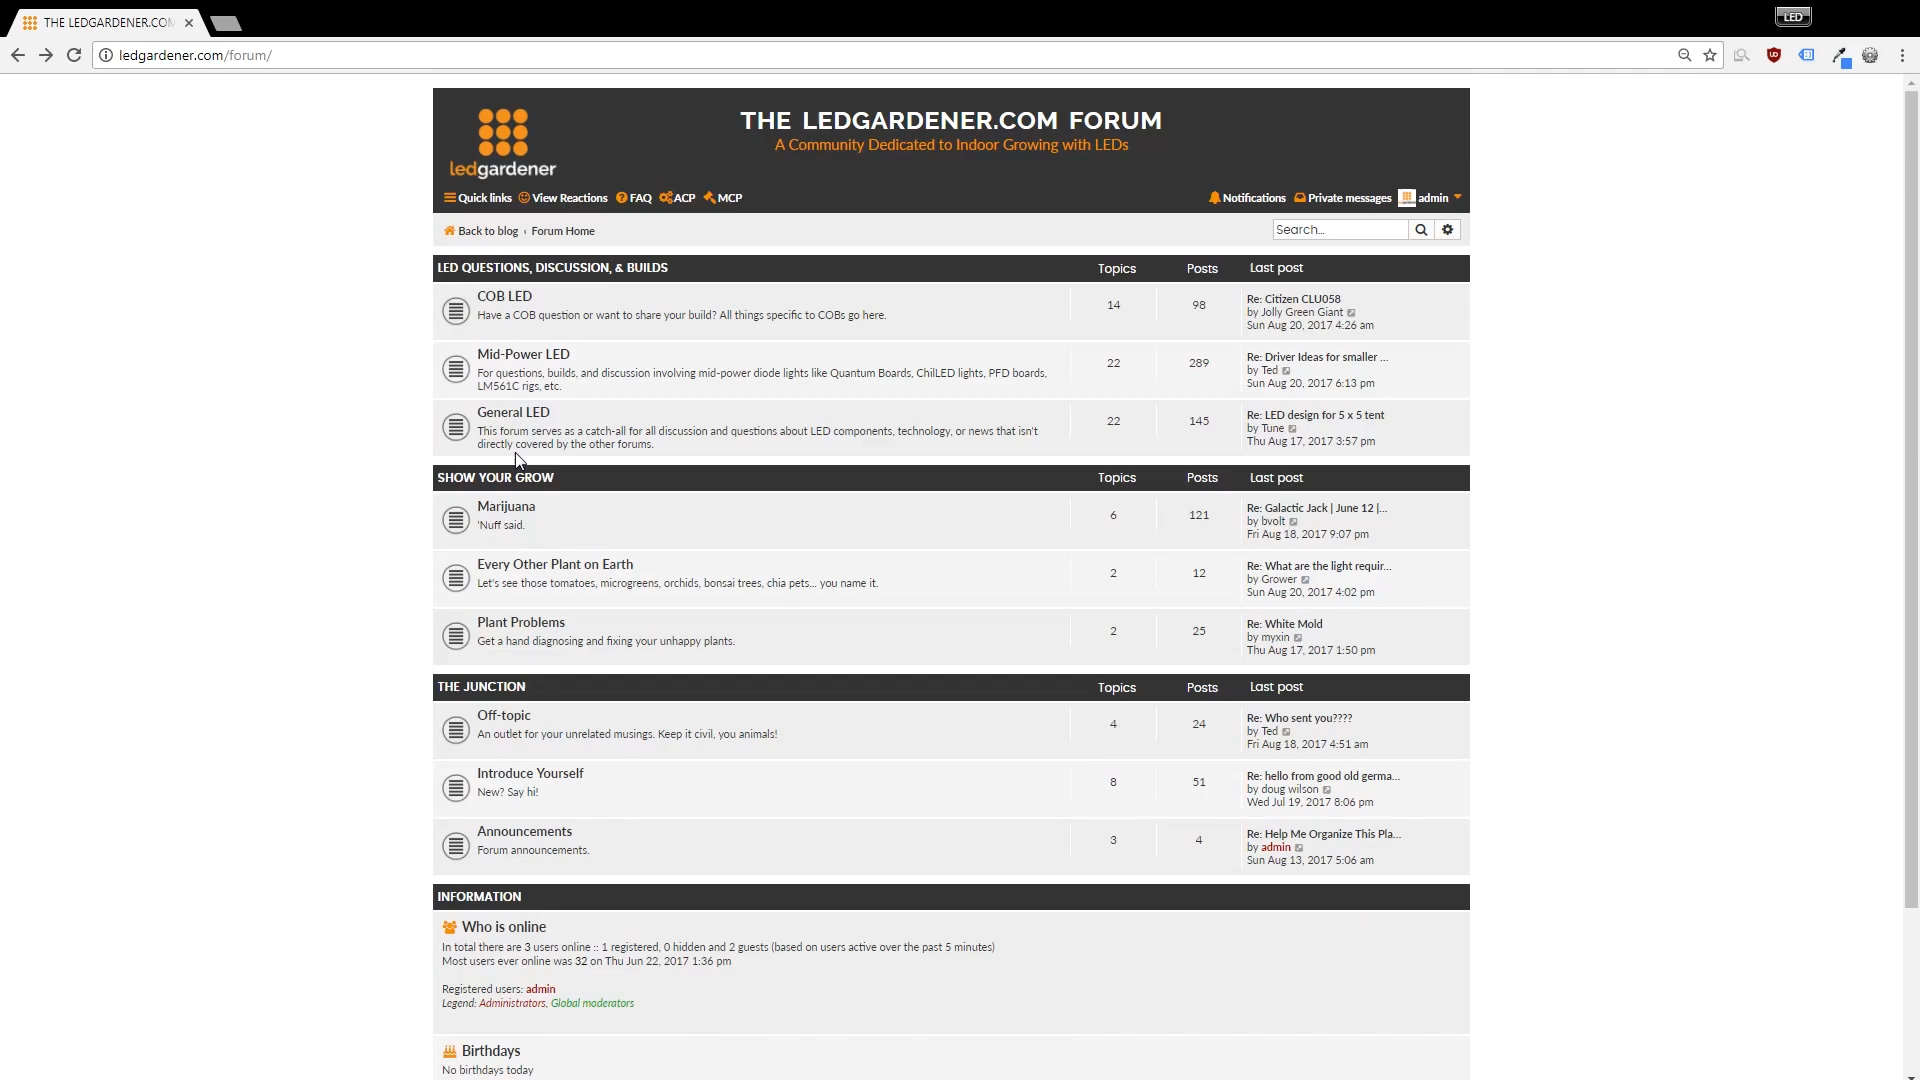 THE LEDGARDENER.COM
LED
ledgardener.com/forum/
THE LEDGARDENER.COM FORUM
A Community Dedicated to Indoor Growing with LEDs
ledgardener
Quick links View Reactions FAQ ACP MCP
Notifications Private messages admin
Back to blog ‹ Forum Home
Search…
LED QUESTIONS, DISCUSSION, & BUILDS Topics Posts Last post
COB LED
Have a COB question or want to share your build? All things specific to COBs go here.
14 98
Re: Citizen CLU058
by Jolly Green Giant
Sun Aug 20, 2017 4:26 am
Mid-Power LED
For questions, builds, and discussion involving mid-power diode lights like Quantum Boards, ChilLED lights, PFD boards,
LM561C rigs, etc.
22 289
Re: Driver Ideas for smaller …
by Ted
Sun Aug 20, 2017 6:13 pm
General LED
This forum serves as a catch-all for all discussion and questions about LED components, technology, or news that isn't
directly covered by the other forums.
22 145
Re: LED design for 5 x 5 tent
by Tune
Thu Aug 17, 2017 3:57 pm
SHOW YOUR GROW Topics Posts Last post
Marijuana
'Nuff said.
6 121
Re: Galactic Jack | June 12 |…
by bvolt
Fri Aug 18, 2017 9:07 pm
Every Other Plant on Earth
Let's see those tomatoes, microgreens, orchids, bonsai trees, chia pets... you name it.
2 12
Re: What are the light requir…
by Grower
Sun Aug 20, 2017 4:02 pm
Plant Problems
Get a hand diagnosing and fixing your unhappy plants.
2 25
Re: White Mold
by myxin
Thu Aug 17, 2017 1:50 pm
THE JUNCTION Topics Posts Last post
Off-topic
An outlet for your unrelated musings. Keep it civil, you animals!
4 24
Re: Who sent you????
by Ted
Fri Aug 18, 2017 4:51 am
Introduce Yourself
New? Say hi!
8 51
Re: hello from good old germa…
by doug wilson
Wed Jul 19, 2017 8:06 pm
Announcements
Forum announcements.
3 4
Re: Help Me Organize This Pla…
by admin
Sun Aug 13, 2017 5:06 am
INFORMATION
Who is online
In total there are 3 users online :: 1 registered, 0 hidden and 2 guests (based on users active over the past 5 minutes)
Most users ever online was 32 on Thu Jun 22, 2017 1:36 pm
Registered users: admin
Legend: Administrators, Global moderators
Birthdays
No birthdays today